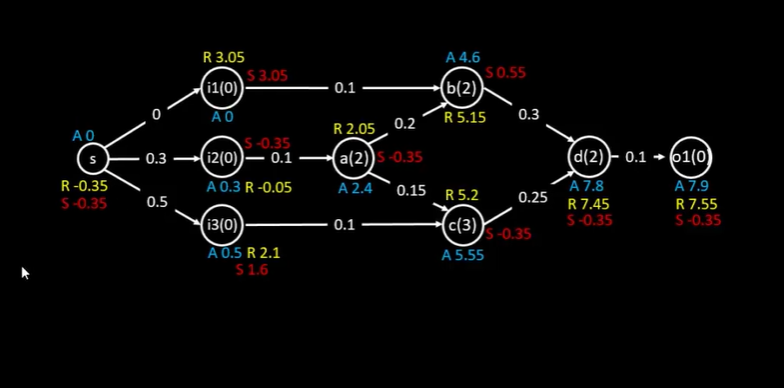 R 3.05
A 4.6
S 3.05
S 0.55
i1(0)
0.1
b(2)
0
A 0
R 5.15
0.3
R 2.05
0.2
A 0
S -0.35
s
0.3
i2(0)
0.1
a(2)
S -0.35
d(2)
0.1
o1(0)
R -0.35
A 0.3 R -0.05
A 2.4
0.15
R 5.2
0.25
A 7.8
A 7.9
S -0.35
0.5
R 7.45
R 7.55
i3(0)
0.1
c(3)
S -0.35
S -0.35
S -0.35
A 0.5 R 2.1
A 5.55
S 1.6